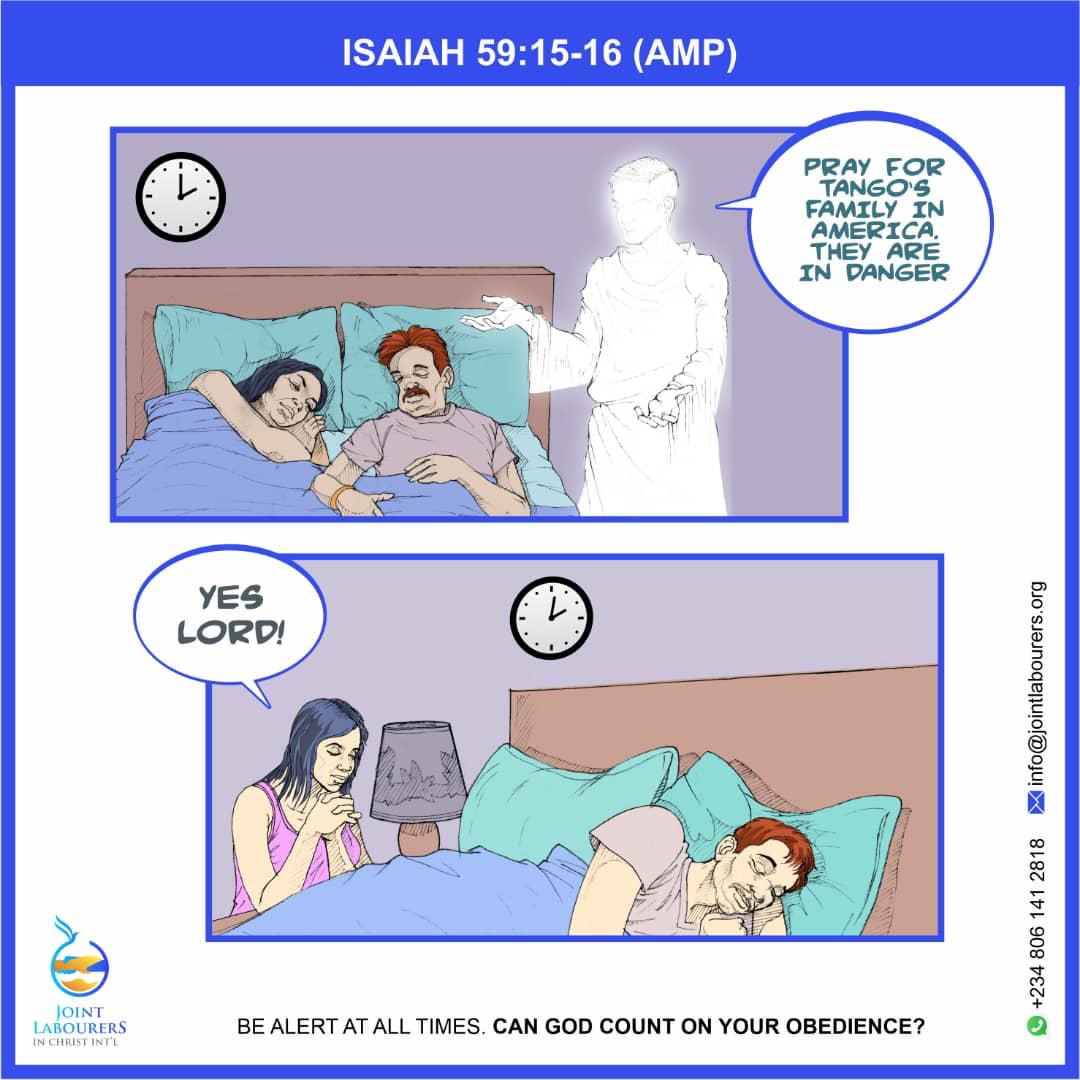 ISAIAH 59:15-16 (AMP)
PRAY FOR
TANGO'S
FAMILY IN
AMERICA.
THEY ARE
IN DANGER
YES
LORD!
info@jointlabourers.org
+234 806 141 2818
JOINT
LABOURERS
IN CHRIST INT'L
BE ALERT AT ALL TIMES. CAN GOD COUNT ON YOUR OBEDIENCE?